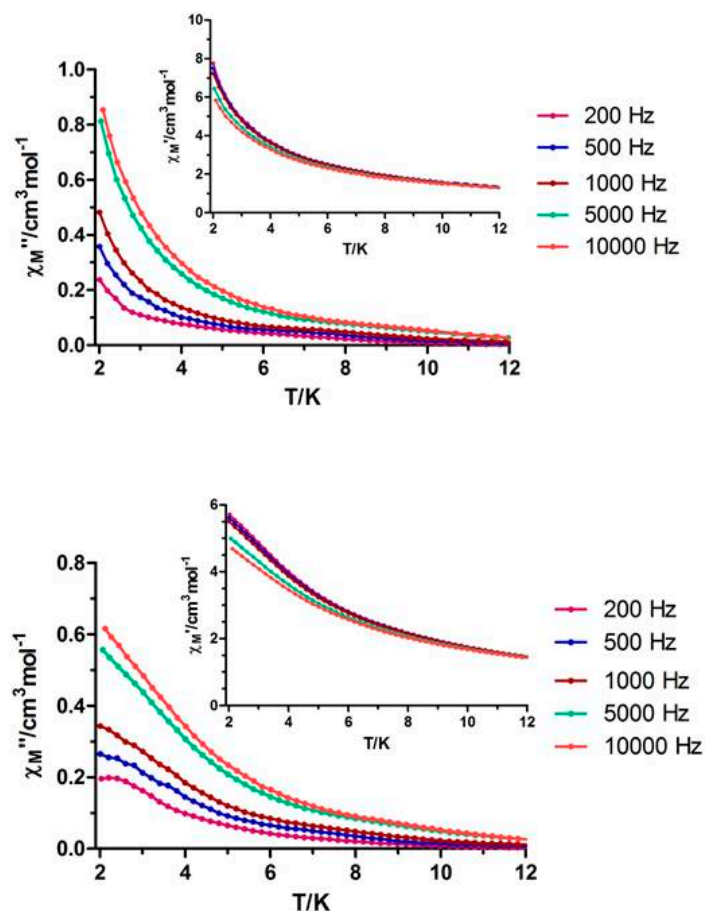 10
8
6
4
2
0
χM'/cm3mol-1
2 4 6 8 10 12
T/K
1.0
0.8
0.6
0.4
0.2
0.0
χM''/cm3mol-1
2 4 6 8 10 12
T/K
200 Hz
500 Hz
1000 Hz
5000 Hz
10000 Hz
6
5
4
3
2
1
0
χM'/cm3mol-1
2 4 6 8 10 12
T/K
0.8
0.6
0.4
0.2
0.0
χM''/cm3mol-1
2 4 6 8 10 12
T/K
200 Hz
500 Hz
1000 Hz
5000 Hz
10000 Hz